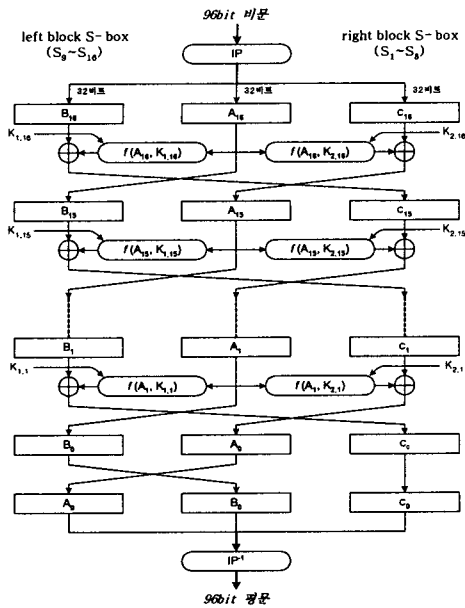 96bit 비문
left block S- box
(S₉~S₁₆)
right block S- box
(S₁~S₈)
IP
32비트
32비트
32비트
B₁₆
A₁₆
C₁₆
K₁,₁₆
f(A₁₆, K₁,₁₆)
f(A₁₆, K₂,₁₆)
K₂,₁₆
B₁₅
A₁₅
C₁₅
K₁,₁₅
f(A₁₅, K₁,₁₅)
f(A₁₅, K₂,₁₅)
K₂,₁₅
B₁
A₁
C₁
K₁,₁
f(A₁, K₁,₁)
f(A₁, K₂,₁)
K₂,₁
B₀
A₀
C꜀
A₀
B₀
C₀
IP⁻¹
96bit 평문